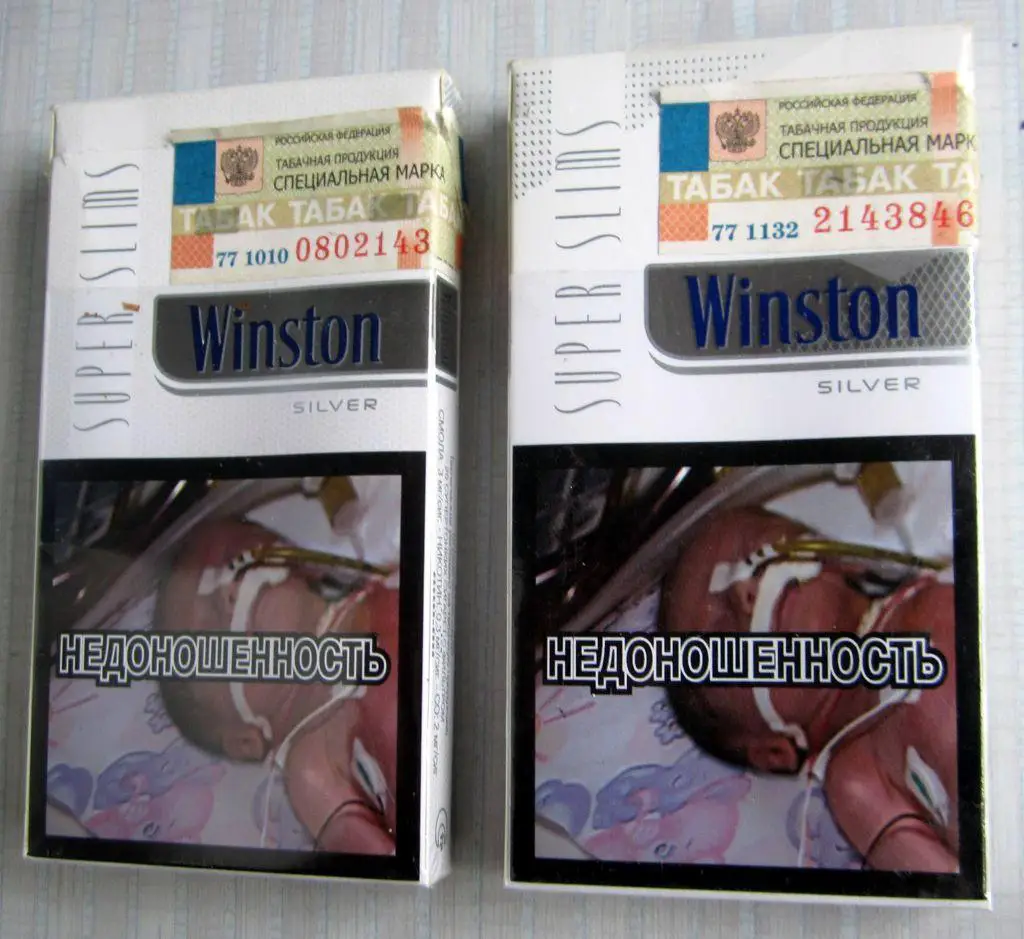 SUPER SLIMS
РОССИЙСКАЯ ФЕДЕРАЦИЯ
ТАБАЧНАЯ ПРОДУКЦИЯ
СПЕЦИАЛЬНАЯ МАРКА
ТАБАК ТАБАК ТАБ
77 1010 0802143
Winston
SILVER
НЕДОНОШЕННОСТЬ
SUPER SLIMS
РОССИЙСКАЯ ФЕДЕРАЦИЯ
ТАБАЧНАЯ ПРОДУКЦИЯ
СПЕЦИАЛЬНАЯ МАРК
ТАБАК ТАБАК ТА
77 1132 2143846
Winston
SILVER
НЕДОНОШЕННОСТЬ